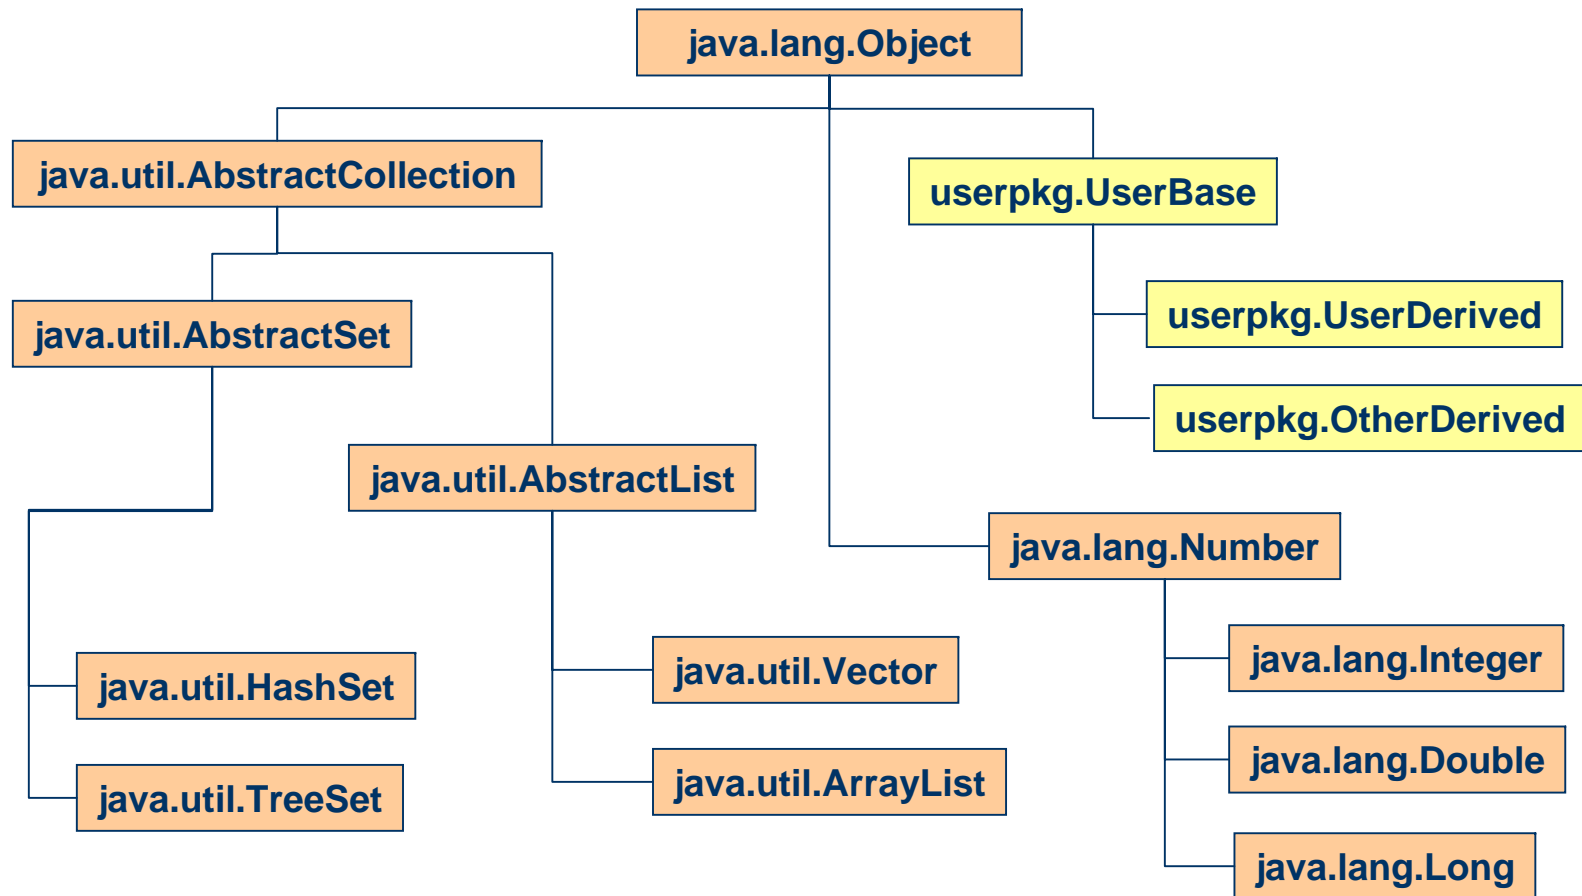 java.lang.Object
java.util.AbstractCollection
userpkg.UserBase
java.util.AbstractSet
userpkg.UserDerived
userpkg.OtherDerived
java.util.AbstractList
java.lang.Number
java.util.HashSet
java.util.Vector
java.lang.Integer
java.util.TreeSet
java.util.ArrayList
java.lang.Double
java.lang.Long